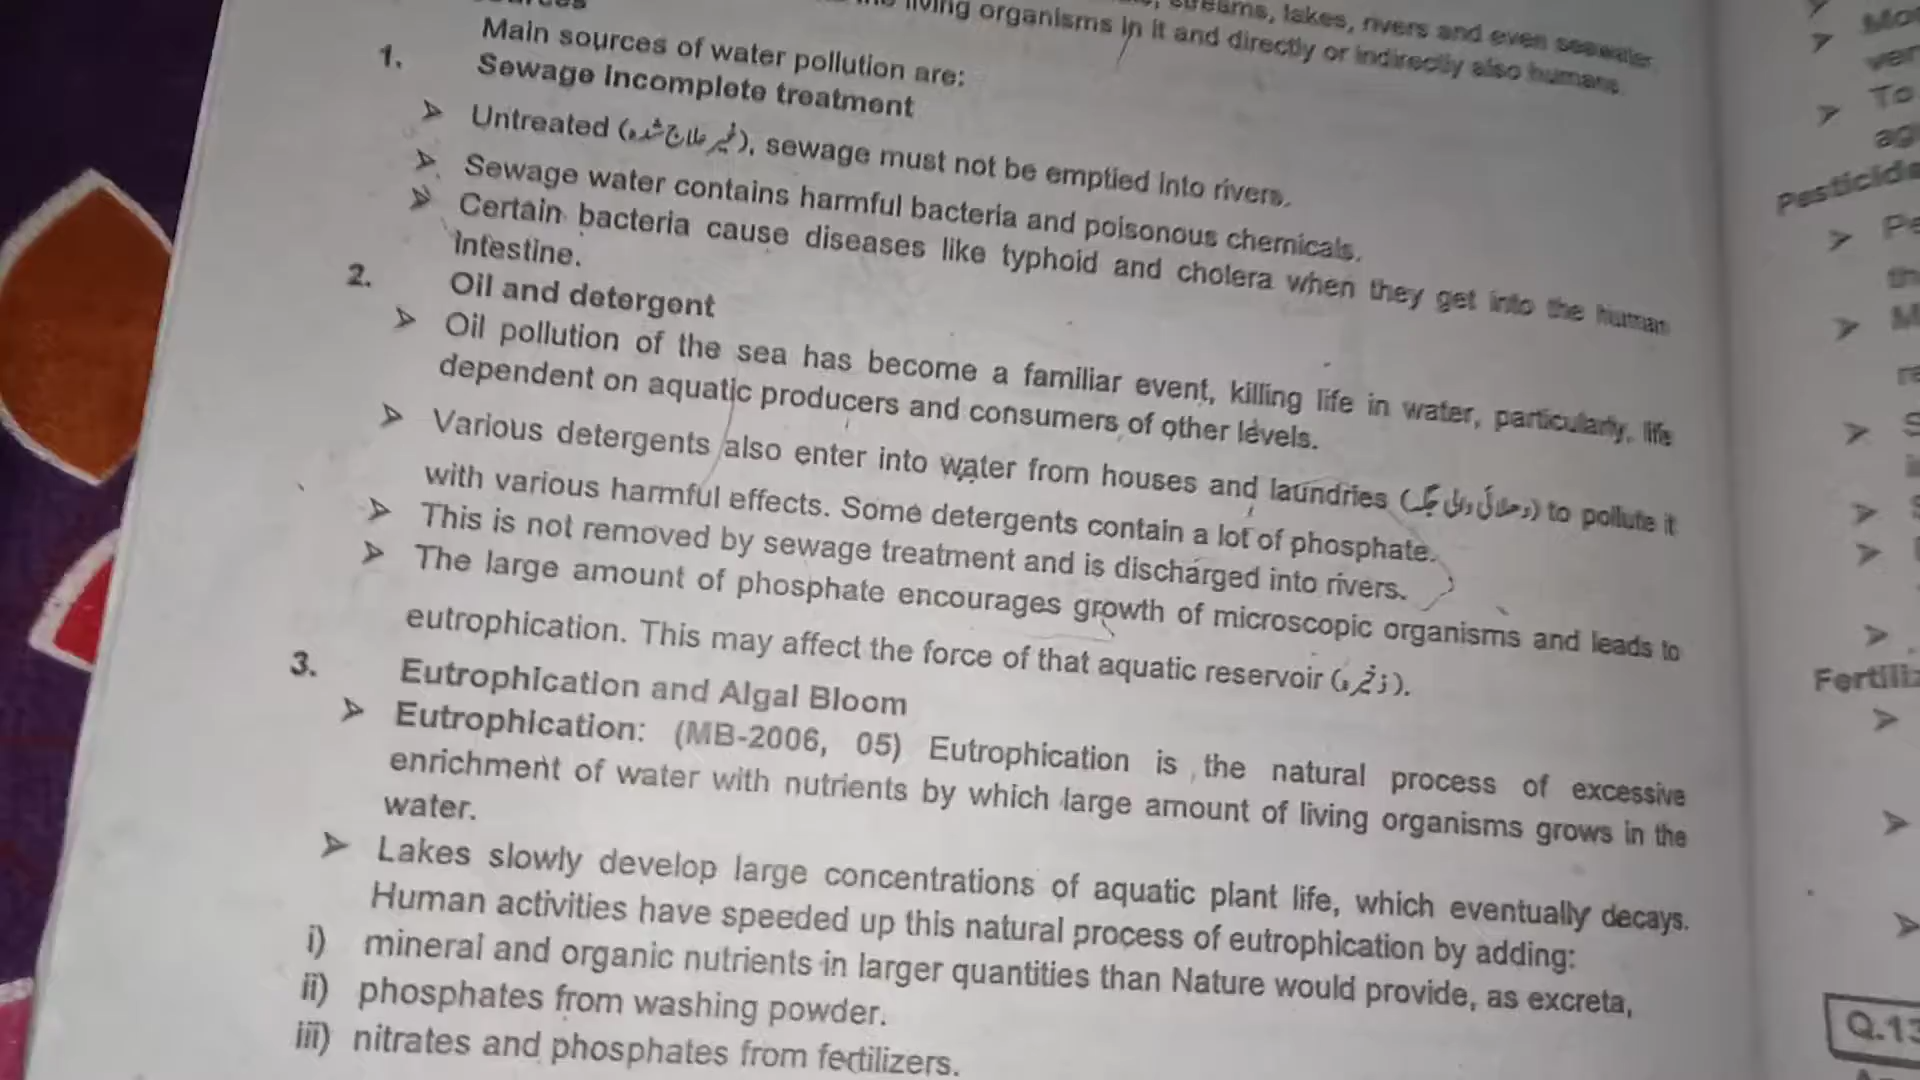 streams, lakes, rivers and even seawater.
living organisms in it and directly or indirectly also humans.
Main sources of water pollution are:
1. Sewage Incomplete treatment
➤ Untreated (غیر علاج شدہ), sewage must not be emptied into rivers.
➤ Sewage water contains harmful bacteria and poisonous chemicals.
➤ Certain bacteria cause diseases like typhoid and cholera when they get into the human
Intestine.
2. Oil and detergent
➤ Oil pollution of the sea has become a familiar event, killing life in water, particularly, life
dependent on aquatic producers and consumers of other levels.
➤ Various detergents also enter into water from houses and laundries to pollute it
with various harmful effects. Some detergents contain a lot of phosphate.
➤ This is not removed by sewage treatment and is discharged into rivers.
➤ The large amount of phosphate encourages growth of microscopic organisms and leads to
eutrophication. This may affect the force of that aquatic reservoir (ذخیرہ).
3. Eutrophication and Algal Bloom
➤ Eutrophication: (MB-2006, 05) Eutrophication is the natural process of excessive
enrichment of water with nutrients by which large amount of living organisms grows in the
water.
➤ Lakes slowly develop large concentrations of aquatic plant life, which eventually decays.
Human activities have speeded up this natural process of eutrophication by adding:
i) mineral and organic nutrients in larger quantities than Nature would provide, as excreta,
ii) phosphates from washing powder.
iii) nitrates and phosphates from fertilizers.
To
Q.13